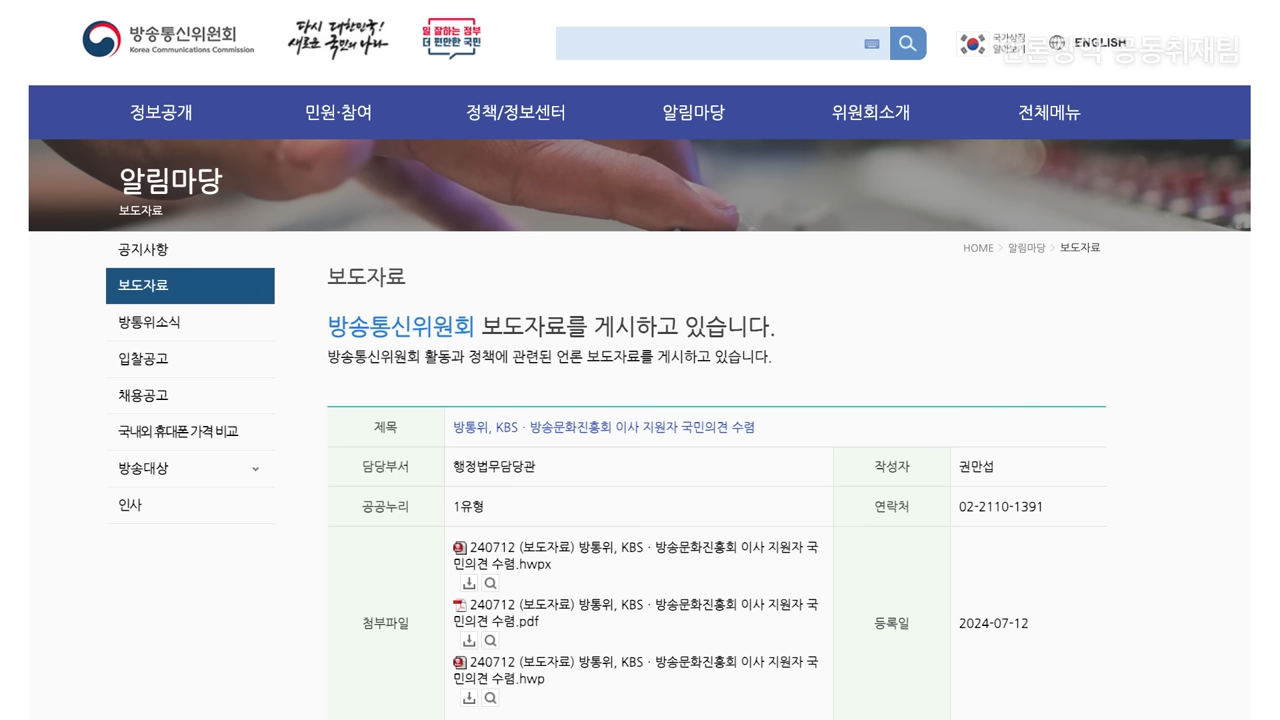 방송통신위원회
Korea Communications Commission
다시 대한민국!
새로운 국민의 나라
일 잘하는 정부
더 편안한 국민
국가상징
알아보기
ENGLISH
언론장악 공동취재팀
정보공개 민원·참여 정책/정보센터 알림마당 위원회소개 전체메뉴
알림마당
보도자료
HOME > 알림마당 > 보도자료
공지사항
보도자료
방통위소식
입찰공고
채용공고
국내외 휴대폰 가격 비교
방송대상
인사
보도자료
방송통신위원회 보도자료를 게시하고 있습니다.
방송통신위원회 활동과 정책에 관련된 언론 보도자료를 게시하고 있습니다.
제목 방통위, KBS · 방송문화진흥회 이사 지원자 국민의견 수렴
담당부서 행정법무담당관 작성자 권만섭
공공누리 1유형 연락처 02-2110-1391
첨부파일
240712 (보도자료) 방통위, KBS · 방송문화진흥회 이사 지원자 국
민의견 수렴.hwpx
240712 (보도자료) 방통위, KBS · 방송문화진흥회 이사 지원자 국
민의견 수렴.pdf
240712 (보도자료) 방통위, KBS · 방송문화진흥회 이사 지원자 국
민의견 수렴.hwp
등록일 2024-07-12